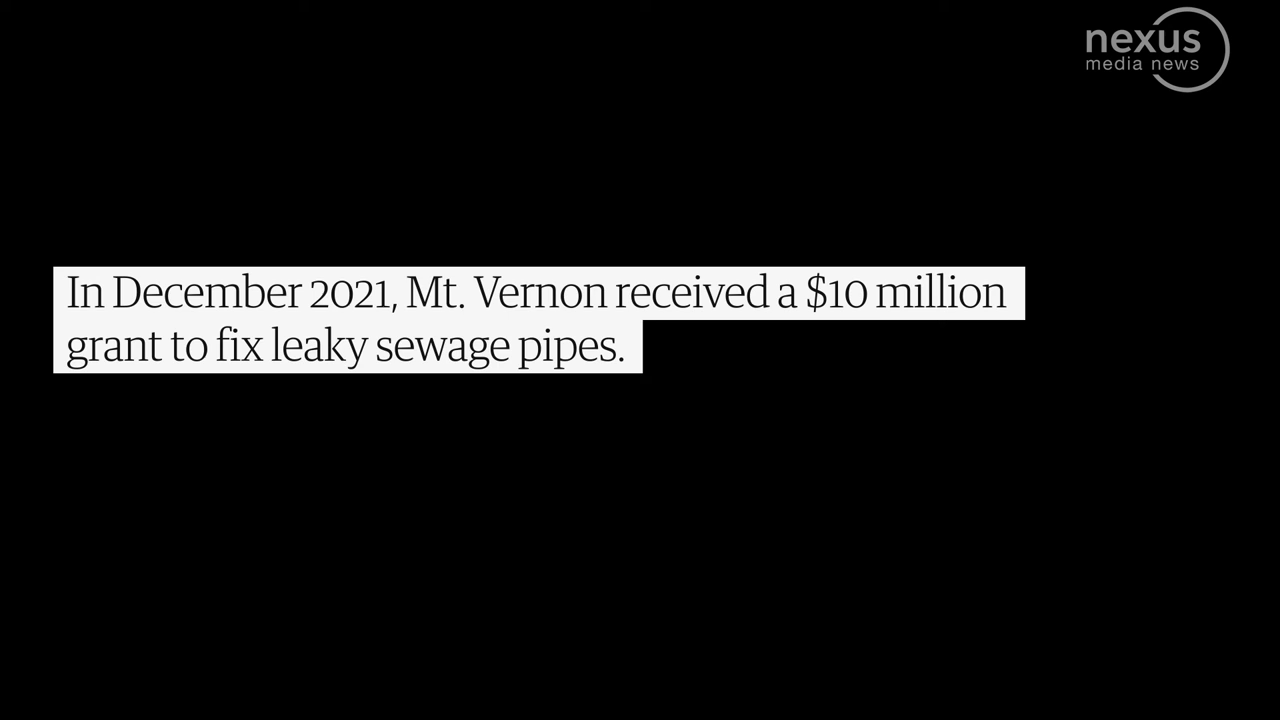 nexus
media news
In December 2021, Mt. Vernon received a $10 million
grant to fix leaky sewage pipes.